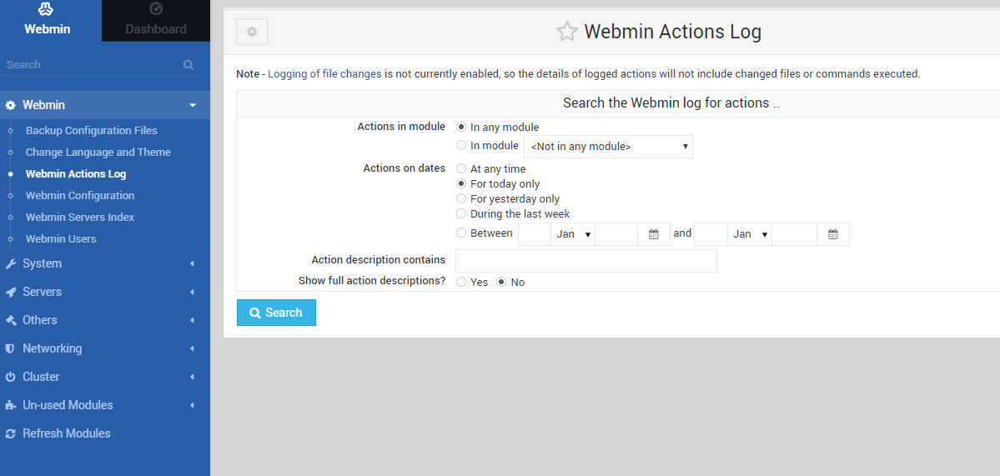 Webmin
Dashboard
Search
Webmin
Backup Configuration Files
Change Language and Theme
Webmin Actions Log
Webmin Configuration
Webmin Servers Index
Webmin Users
System
Servers
Others
Networking
Cluster
Un-used Modules
Refresh Modules
Webmin Actions Log
Note - Logging of file changes is not currently enabled, so the details of logged actions will not include changed files or commands executed.
Search the Webmin log for actions ..
Actions in module In any module
In module <Not in any module>
Actions on dates At any time
For today only
For yesterday only
During the last week
Between Jan and Jan
Action description contains
Show full action descriptions? Yes No
Search